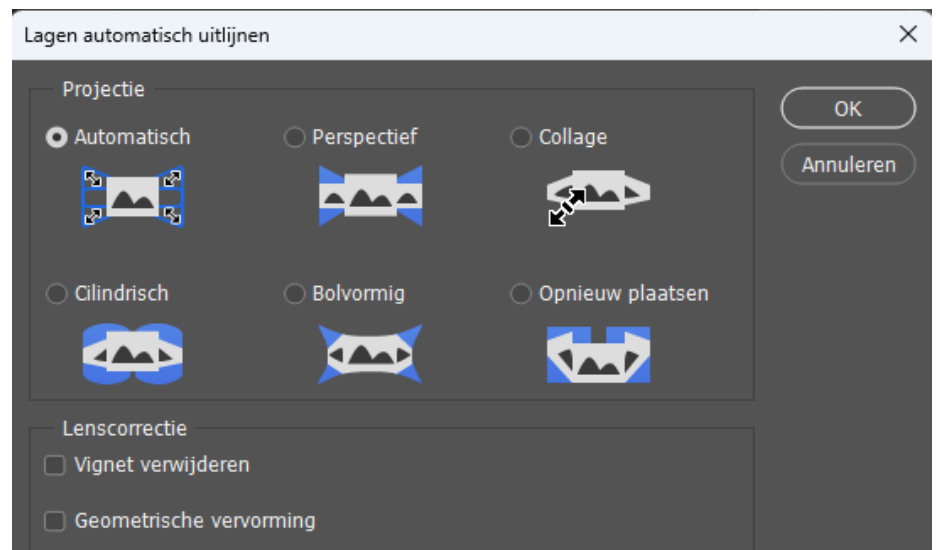 Lagen automatisch uitlijnen
Projectie
Automatisch
Perspectief
Collage
Cilindrisch
Bolvormig
Opnieuw plaatsen
OK
Annuleren
Lenscorrectie
Vignet verwijderen
Geometrische vervorming